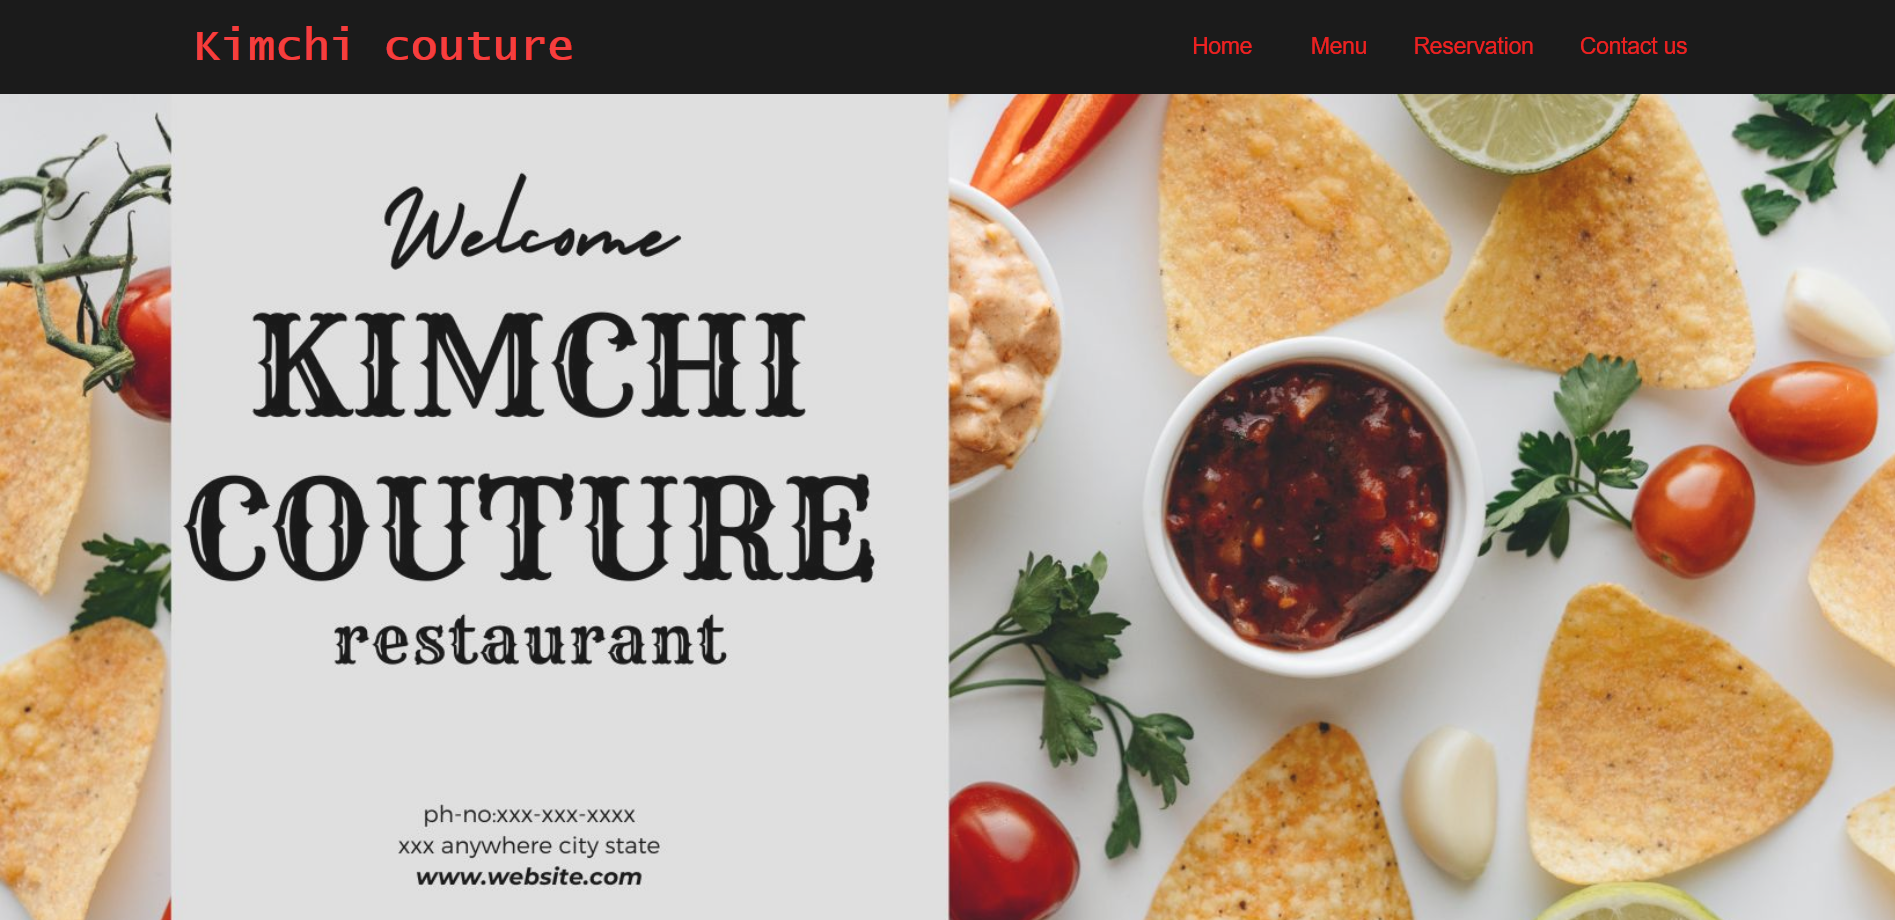 Kimchi couture
Home Menu Reservation Contact us
Welcome
KIMCHI
COUTURE
restaurant
ph-no:xxx-xxx-xxxx
xxx anywhere city state
www.website.com